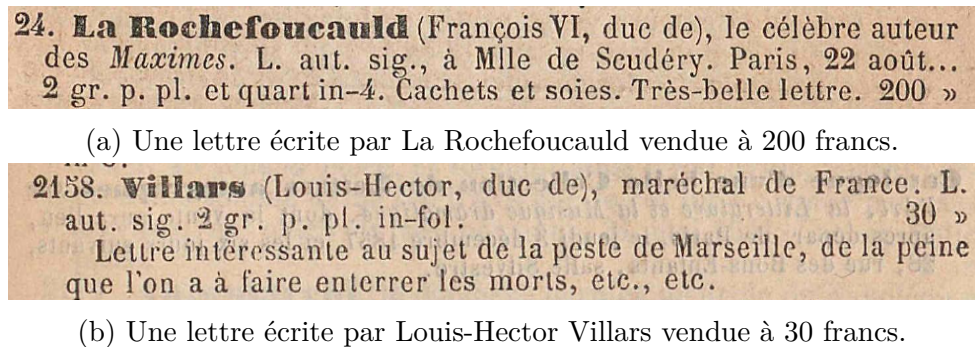 24. La Rochefoucauld (François VI, duc de), le célèbre auteur
des Maximes. L. aut. sig., à Mlle de Scudéry. Paris, 22 août...
2 gr. p. pl. et quart in-4. Cachets et soies. Très-belle lettre. 200 »
(a) Une lettre écrite par La Rochefoucauld vendue à 200 francs.
2158. Villars (Louis-Hector, duc de), maréchal de France. L.
aut. sig. 2 gr. p. pl. in-fol. 30 »
Lettre intéressante au sujet de la peste de Marseille, de la peine
que l'on a à faire enterrer les morts, etc., etc.
(b) Une lettre écrite par Louis-Hector Villars vendue à 30 francs.